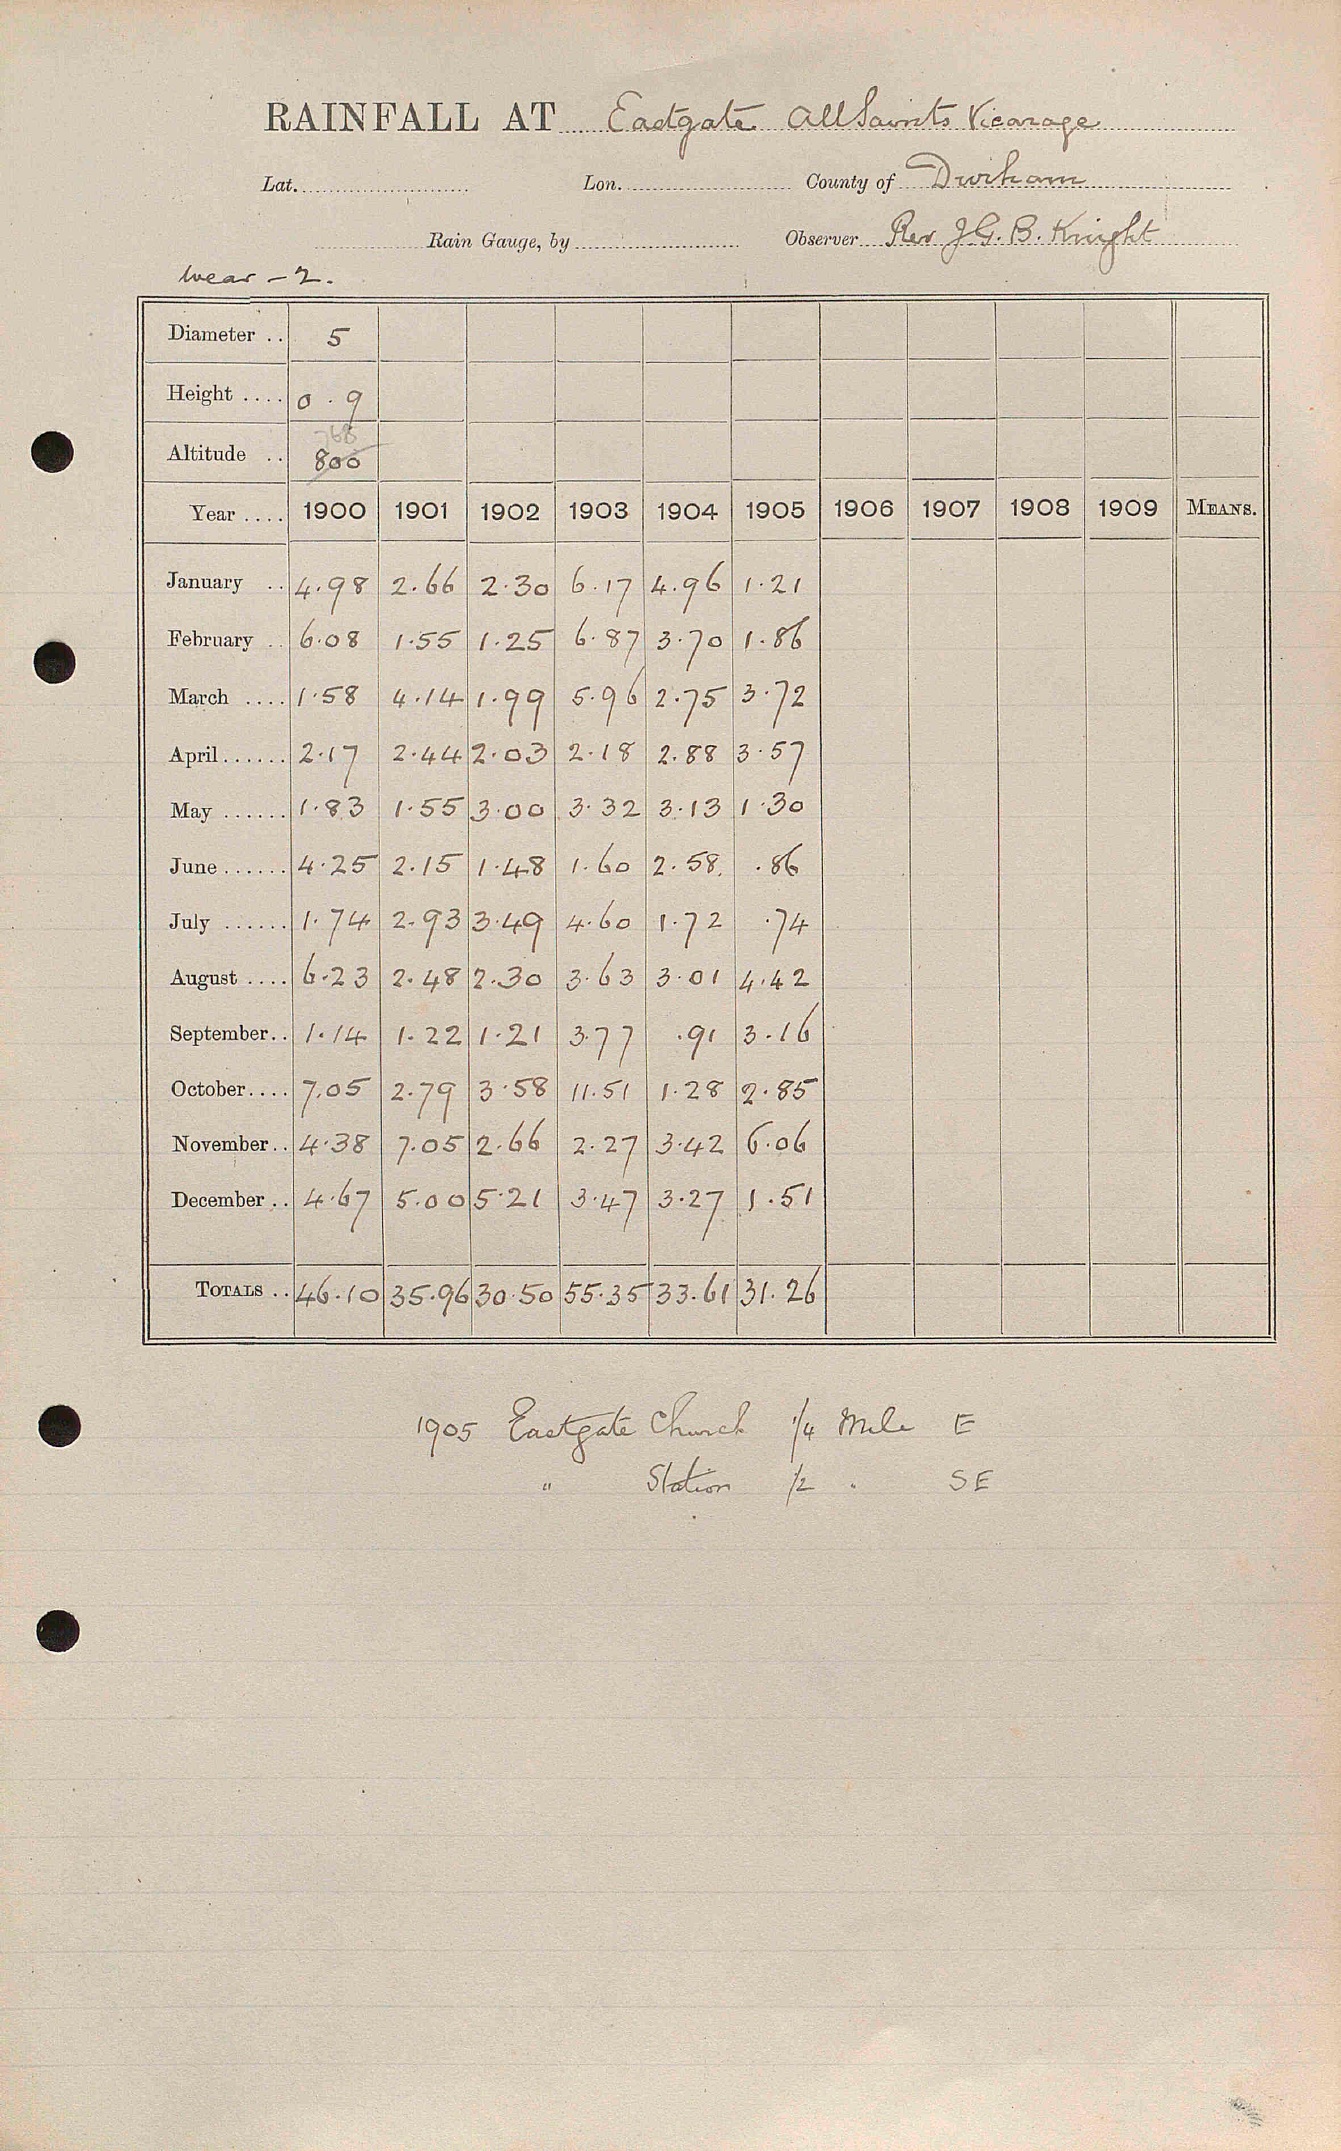 RAINFALL AT Eastgate All Saints Vicarage
Lat. Lon. County of Durham
Rain Gauge, by Observer Rev J. G. B. Knight
Wear – 2.
Diameter .. 5
Height .... 0 . 9
768
Altitude .. 800
Year .... 1900 1901 1902 1903 1904 1905 1906 1907 1908 1909 MEANS.
January .. 4.98 2.66 2.30 6.17 4.96 1.21
February .. 6.08 1.55 1.25 6.87 3.70 1.86
March .... 1.58 4.14 1.99 5.96 2.75 3.72
April...... 2.17 2.44 2.03 2.18 2.88 3.57
May ...... 1.83 1.55 3.00 3.32 3.13 1.30
June ...... 4.25 2.15 1.48 1.60 2.58 .86
July ...... 1.74 2.93 3.49 4.60 1.72 .74
August .... 6.23 2.48 2.30 3.63 3.01 4.42
September.. 1.14 1.22 1.21 3.77 .91 3.16
October.... 7.05 2.79 3.58 11.51 1.28 2.85
November.. 4.38 7.05 2.66 2.27 3.42 6.06
December .. 4.67 5.00 5.21 3.47 3.27 1.51
TOTALS .. 46.10 35.96 30.50 55.35 33.61 31.26
1905 Eastgate Church 1/4 Mile E
" Station 1/2 " SE